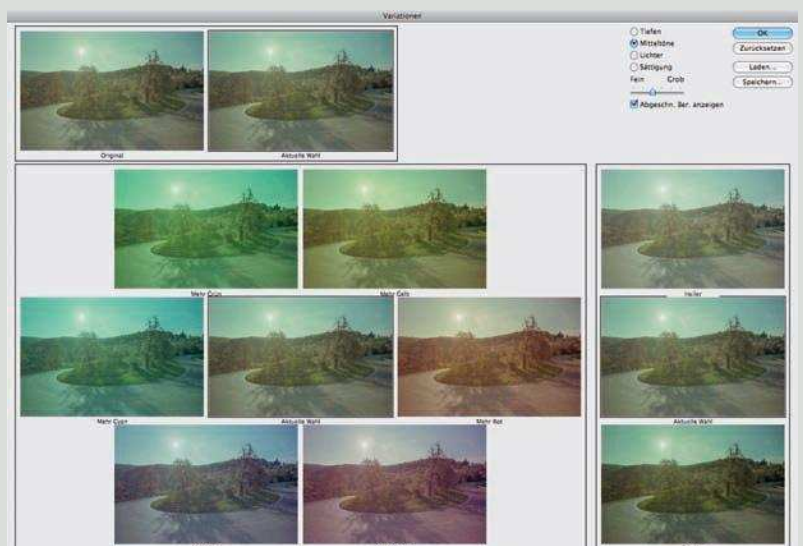 Variationen
Original
Aktuelle Wahl
Tiefen
Mitteltöne
Lichter
Sättigung
Fein Grob
Abgeschn. Ber. anzeigen
OK
Zurücksetzen
Laden...
Speichern...
Mehr Grün
Mehr Gelb
Mehr Cyan
Aktuelle Wahl
Mehr Rot
Heller
Aktuelle Wahl